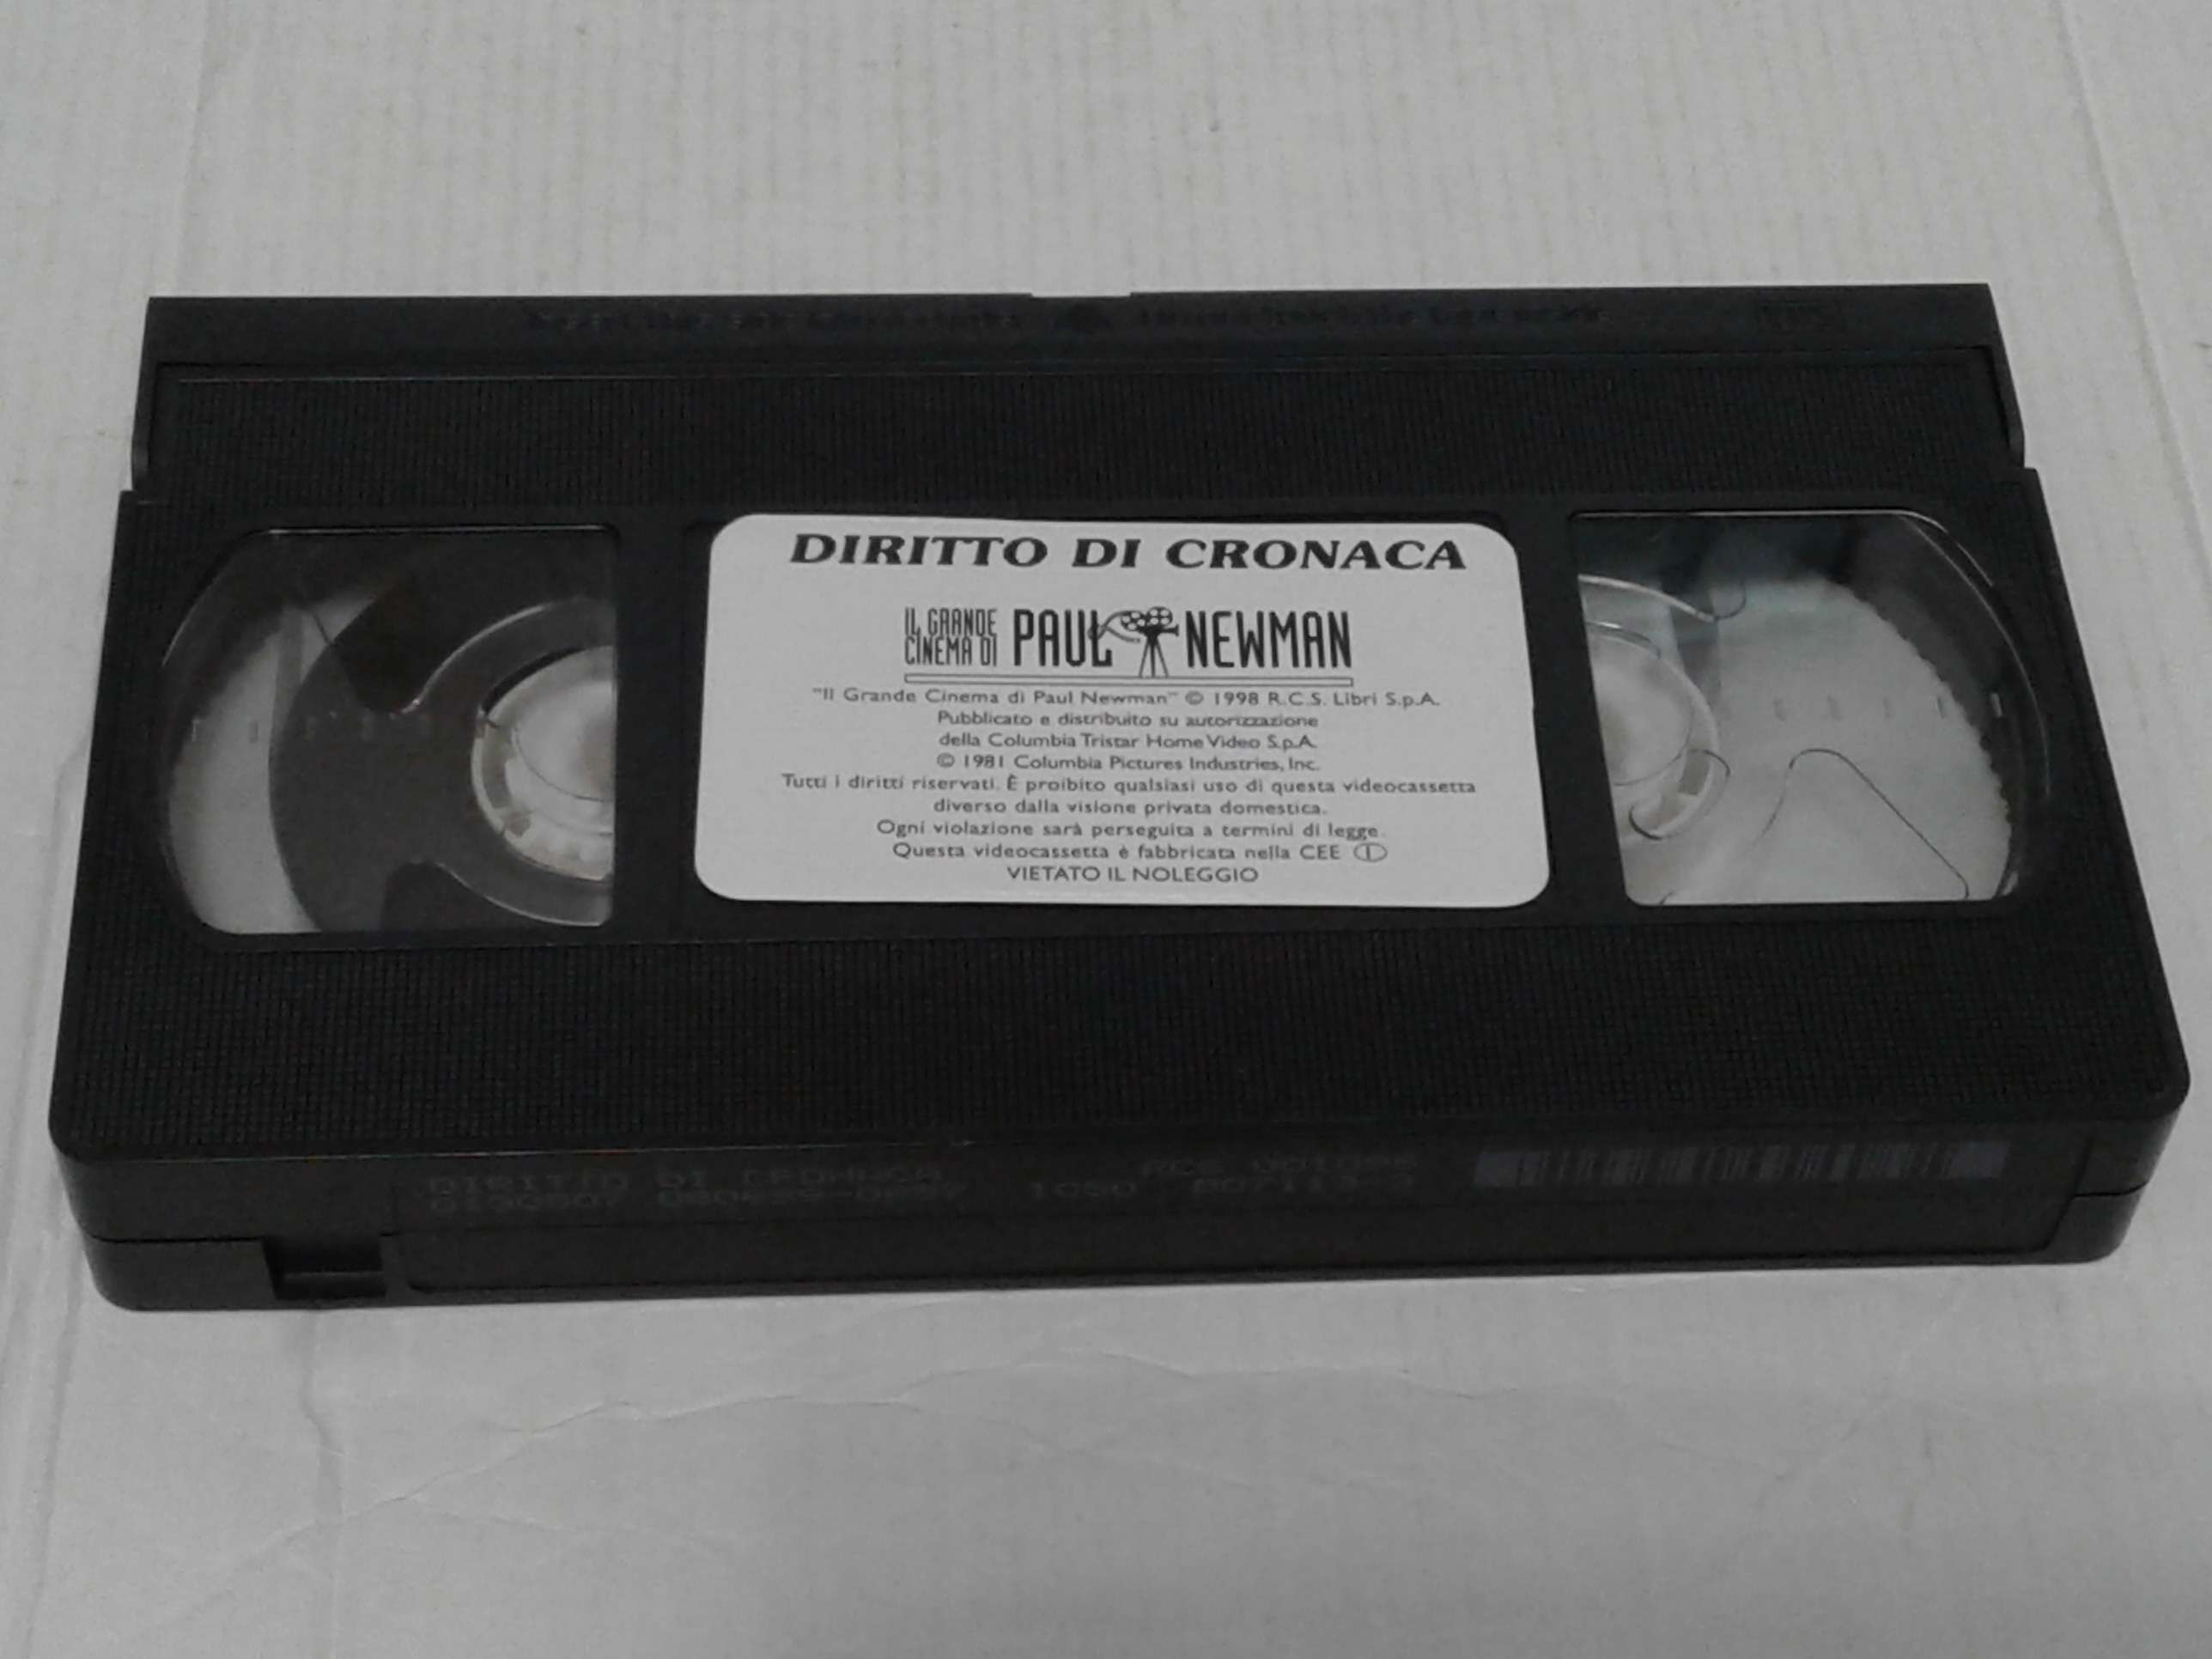 DIRITTO DI CRONACA
IL GRANDE
CINEMA DI
PAUL NEWMAN
"Il Grande Cinema di Paul Newman" © 1998 R.C.S. Libri S.p.A.
Pubblicato e distribuito su autorizzazione
della Columbia Tristar Home Video S.p.A.
© 1981 Columbia Pictures Industries, Inc.
Tutti i diritti riservati. È proibito qualsiasi uso di questa videocassetta
diverso dalla visione privata domestica.
Ogni violazione sarà perseguita a termini di legge.
Questa videocassetta è fabbricata nella CEE I
VIETATO IL NOLEGGIO
DIRITTO DI CRONACA